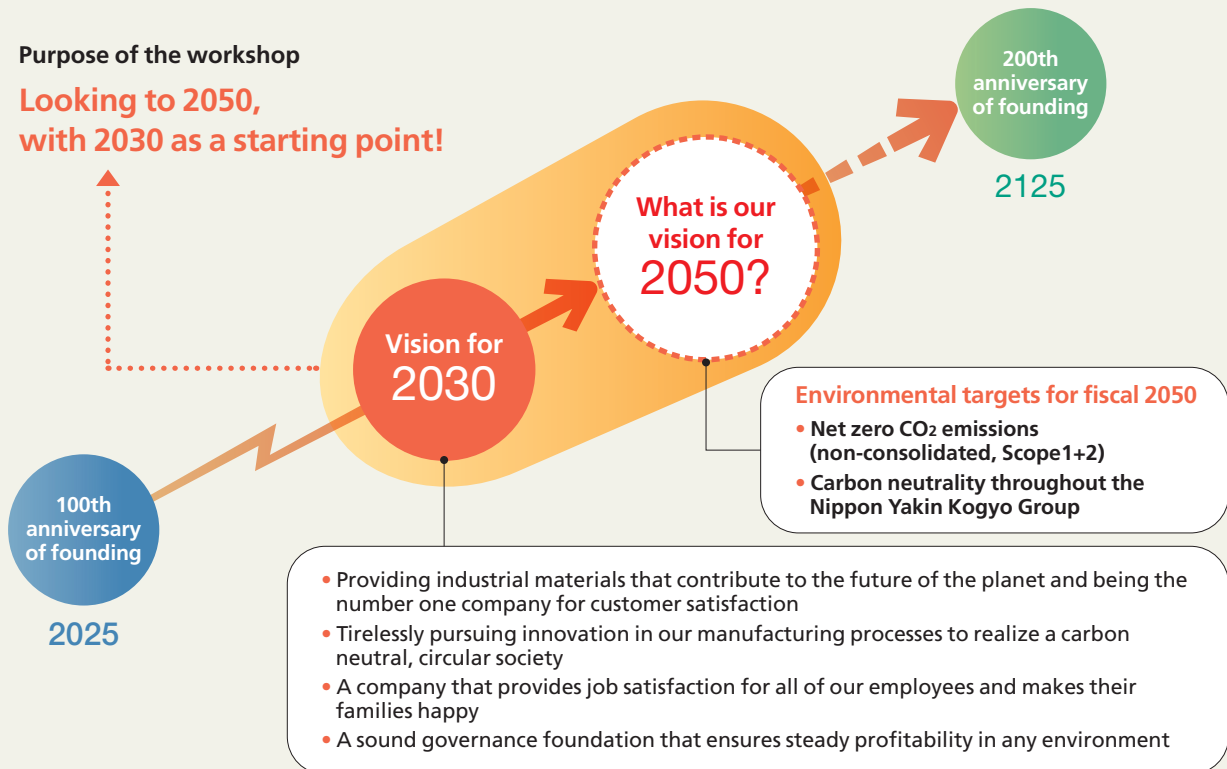 Purpose of the workshop
Looking to 2050,
with 2030 as a starting point!
200th
anniversary
of founding
2125
What is our
vision for
2050?
Vision for
2030
100th
anniversary
of founding
2025
Environmental targets for fiscal 2050
• Net zero CO₂ emissions
(non-consolidated, Scope1+2)
• Carbon neutrality throughout the
Nippon Yakin Kogyo Group
• Providing industrial materials that contribute to the future of the planet and being the
number one company for customer satisfaction
• Tirelessly pursuing innovation in our manufacturing processes to realize a carbon
neutral, circular society
• A company that provides job satisfaction for all of our employees and makes their
families happy
• A sound governance foundation that ensures steady profitability in any environment